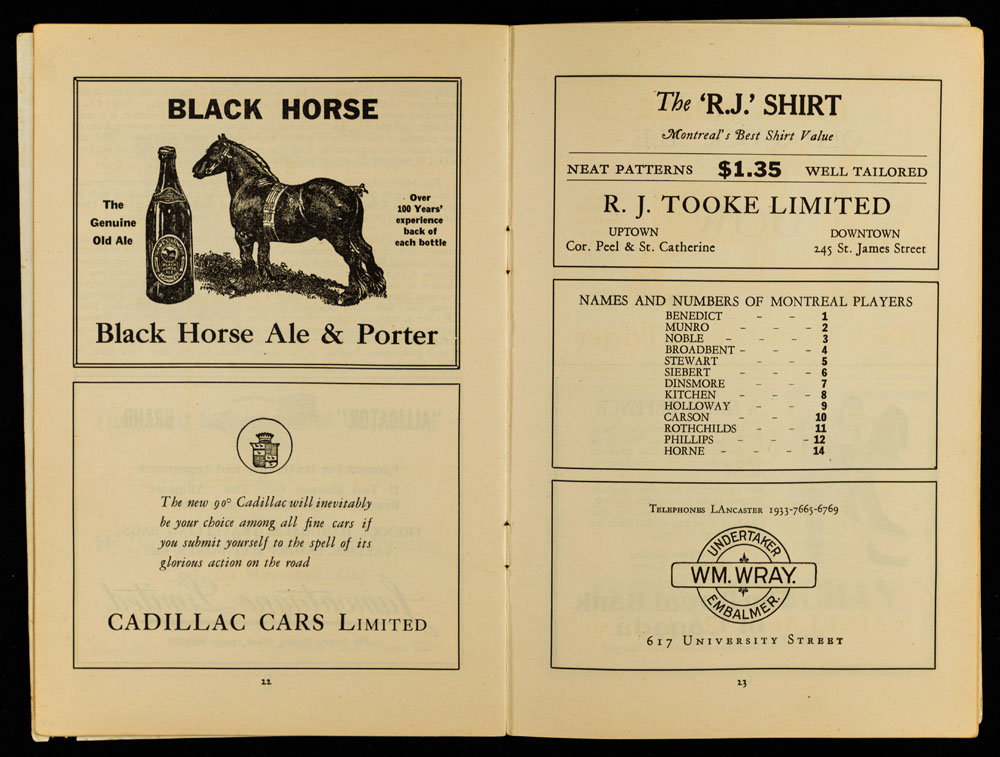 BLACK HORSE
The
Genuine
Old Ale
Over
100 Years'
experience
back of
each bottle
Black Horse Ale & Porter
The new 90° Cadillac will inevitably
be your choice among all fine cars if
you submit yourself to the spell of its
glorious action on the road
CADILLAC CARS LIMITED
22
The 'R.J.' SHIRT
Montreal's Best Shirt Value
NEAT PATTERNS $1.35 WELL TAILORED
R. J. TOOKE LIMITED
UPTOWN
Cor. Peel & St. Catherine
DOWNTOWN
245 St. James Street
NAMES AND NUMBERS OF MONTREAL PLAYERS
BENEDICT - - 1
MUNRO - - - 2
NOBLE - - - 3
BROADBENT - - - 4
STEWART - - 5
SIEBERT - - - 6
DINSMORE - - 7
KITCHEN - - - 8
HOLLOWAY - - 9
CARSON - - 10
ROTHCHILDS - - 11
PHILLIPS - - - 12
HORNE - - - 14
TELEPHONES LANCASTER 1933-7665-6769
UNDERTAKER
WM. WRAY.
EMBALMER.
617 UNIVERSITY STREET
23